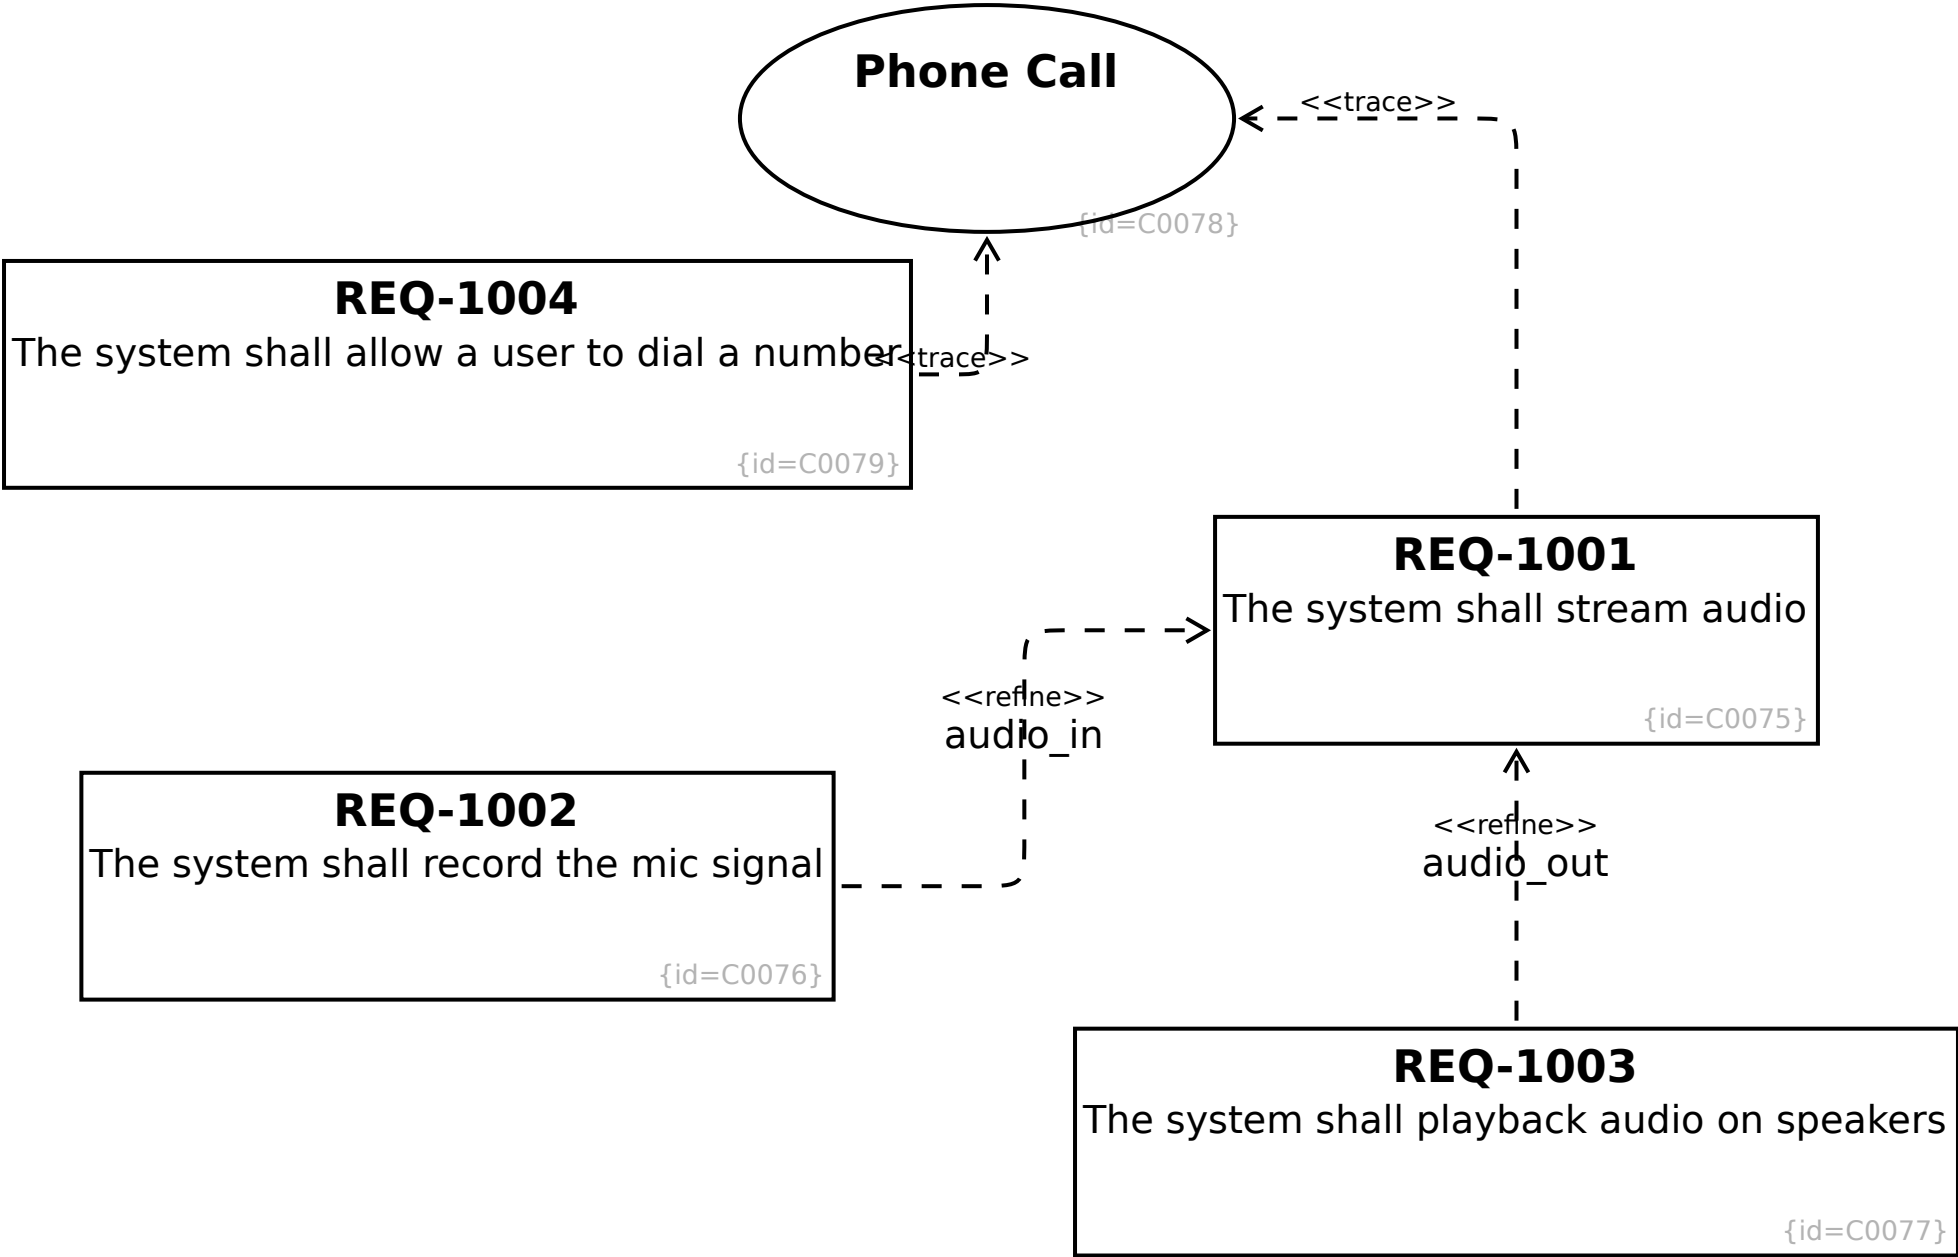 Phone Call
<<trace>>
{id=C0078}
REQ-1004
The system shall allow a user to dial a number
<<trace>>
{id=C0079}
REQ-1001
The system shall stream audio
{id=C0075}
<<refine>>
audio_in
REQ-1002
The system shall record the mic signal
{id=C0076}
<<refine>>
audio_out
REQ-1003
The system shall playback audio on speakers
{id=C0077}